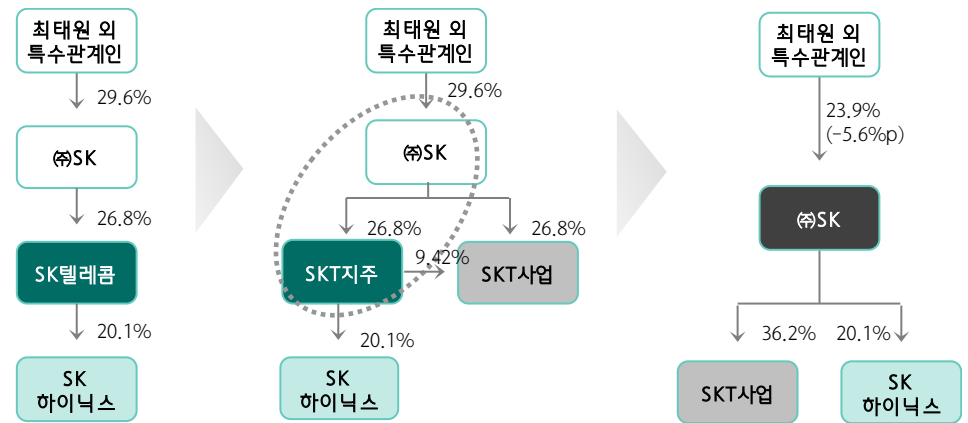 최태원 외
특수관계인
29.6%
㈜SK
26.8%
SK텔레콤
20.1%
SK
하이닉스
최태원 외
특수관계인
29.6%
㈜SK
26.8%
26.8%
SKT지주
9.42%
SKT사업
20.1%
SK
하이닉스
최태원 외
특수관계인
23.9%
(-5.6%p)
㈜SK
36.2%
20.1%
SKT사업
SK
하이닉스